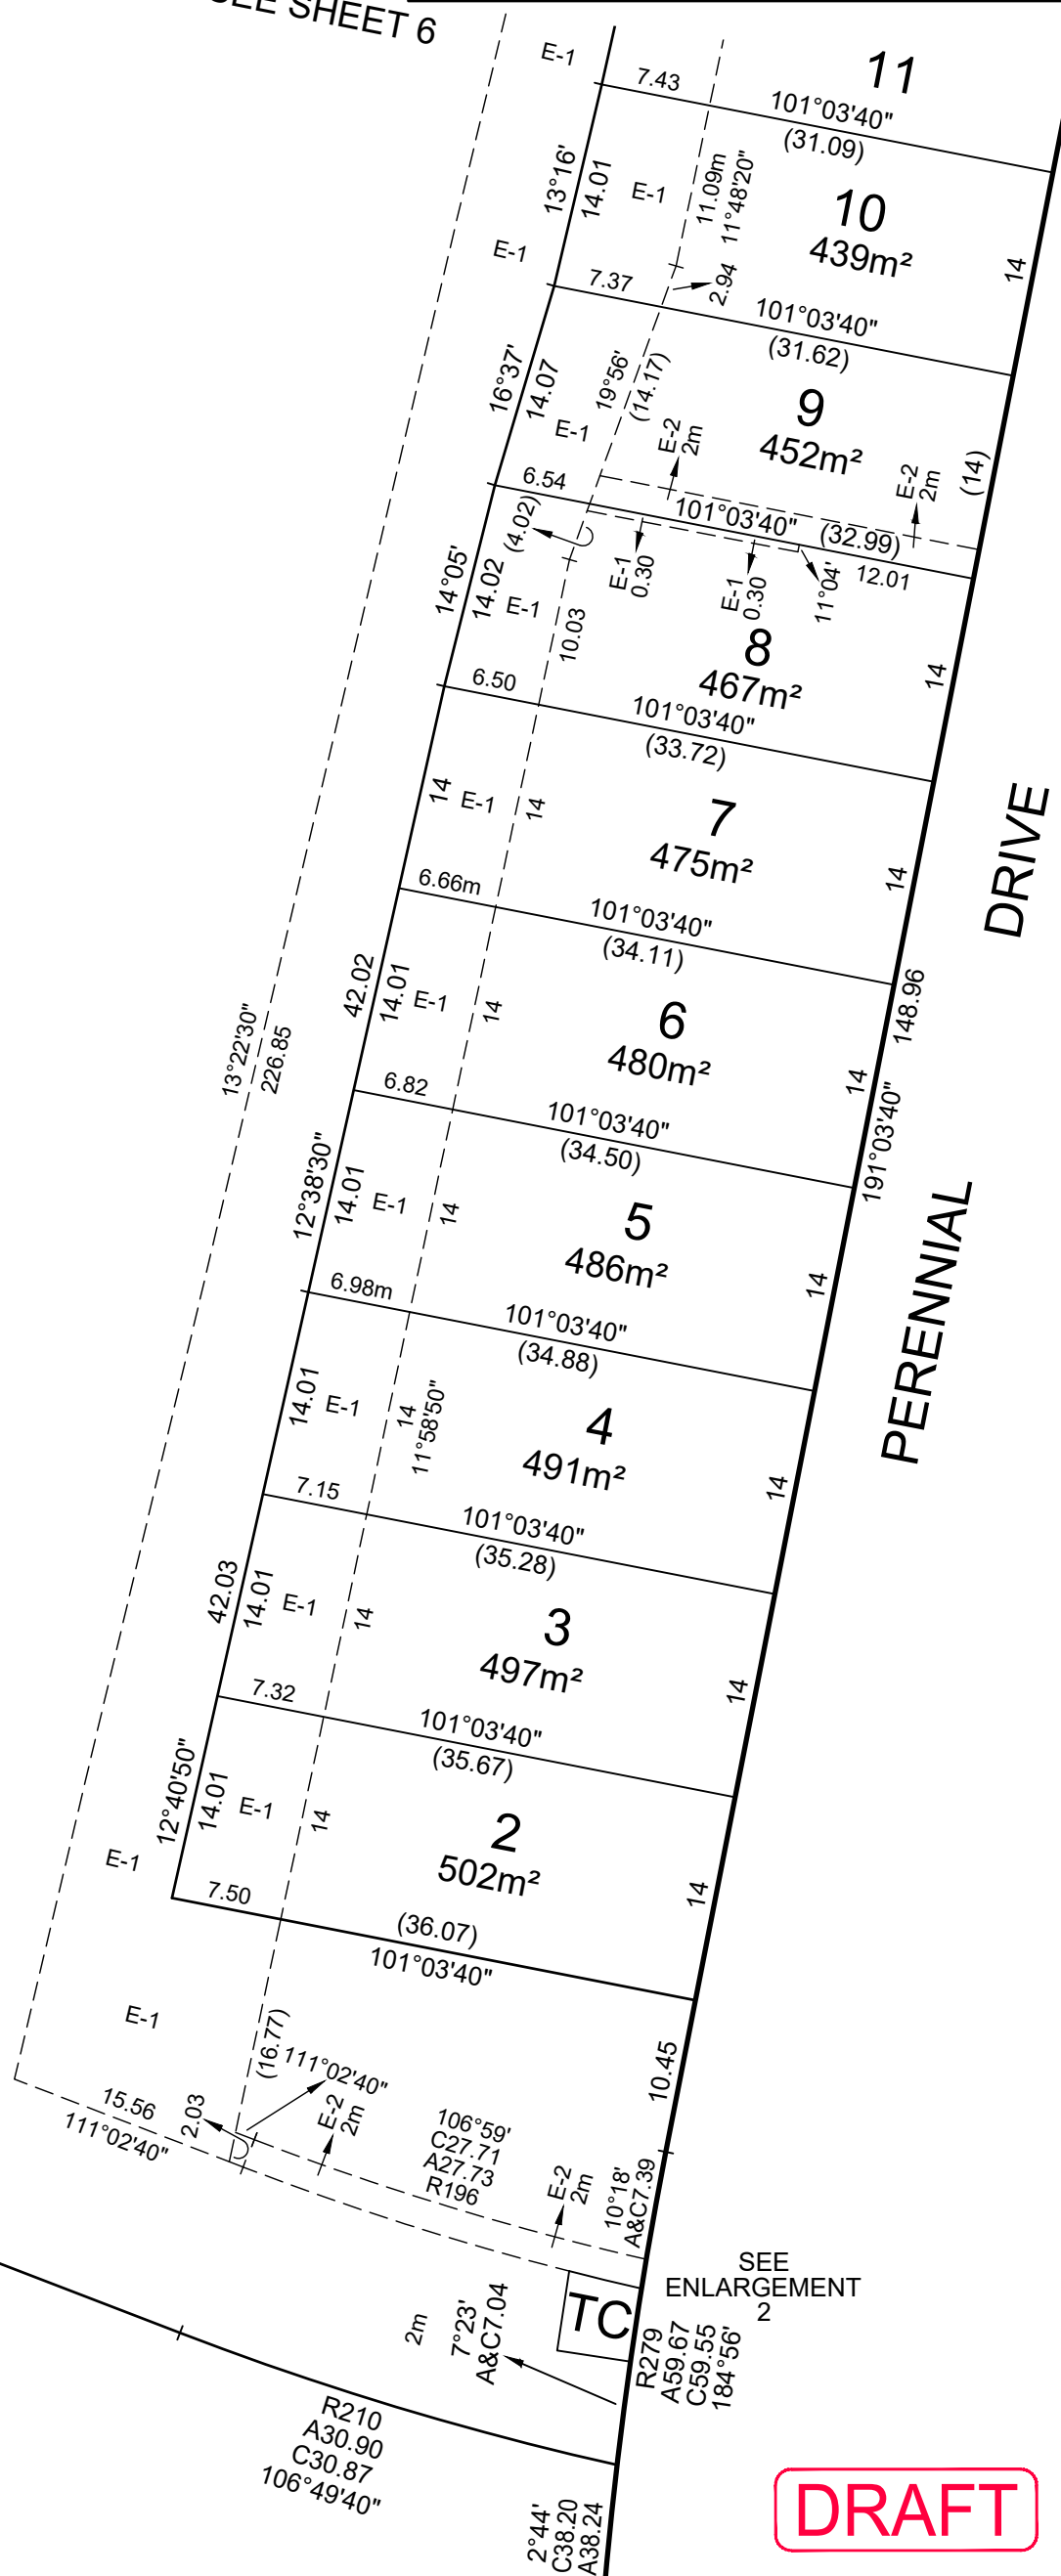 SEE SHEET 6
E-1
7.43
11
101°03'40"
(31.09)
13°16'
14.01
E-1
11.09m
11°48'20"
10
439m²
14
E-1
7.37
2.94
101°03'40"
(31.62)
16°37'
14.07
19°56'
(14.17)
E-1
9
452m²
E-2
2m
E-2
2m
(14)
6.54
101°03'40"
(32.99)
(4.02)
12.01
14°05'
14.02
E-1
E-1
0.30
E-1
0.30
11°04'
10.03
8
467m²
14
6.50
101°03'40"
(33.72)
14
E-1
14
7
475m²
14
DRIVE
6.66m
101°03'40"
(34.11)
42.02
14.01
E-1
14
6
480m²
14
148.96
191°03'40"
13°22'30"
226.85
6.82
101°03'40"
(34.50)
12°38'30"
14.01
E-1
14
5
486m²
14
PERENNIAL
6.98m
101°03'40"
(34.88)
14.01
E-1
14
11°58'50"
4
491m²
14
7.15
101°03'40"
(35.28)
42.03
14.01
E-1
14
3
497m²
14
7.32
101°03'40"
(35.67)
12°40'50"
14.01
E-1
14
2
502m²
14
E-1
7.50
(36.07)
101°03'40"
E-1
(16.77)
111°02'40"
10.45
15.56
111°02'40"
2.03
E-2
2m
106°59'
C27.71
A27.73
R196
E-2
2m
10°18'
A&C7.39
SEE
ENLARGEMENT
2
TC
2m
7°23'
A&C7.04
R279
A59.67
C59.55
184°56'
R210
A30.90
C30.87
106°49'40"
2°44'
C38.20
A38.24
DRAFT